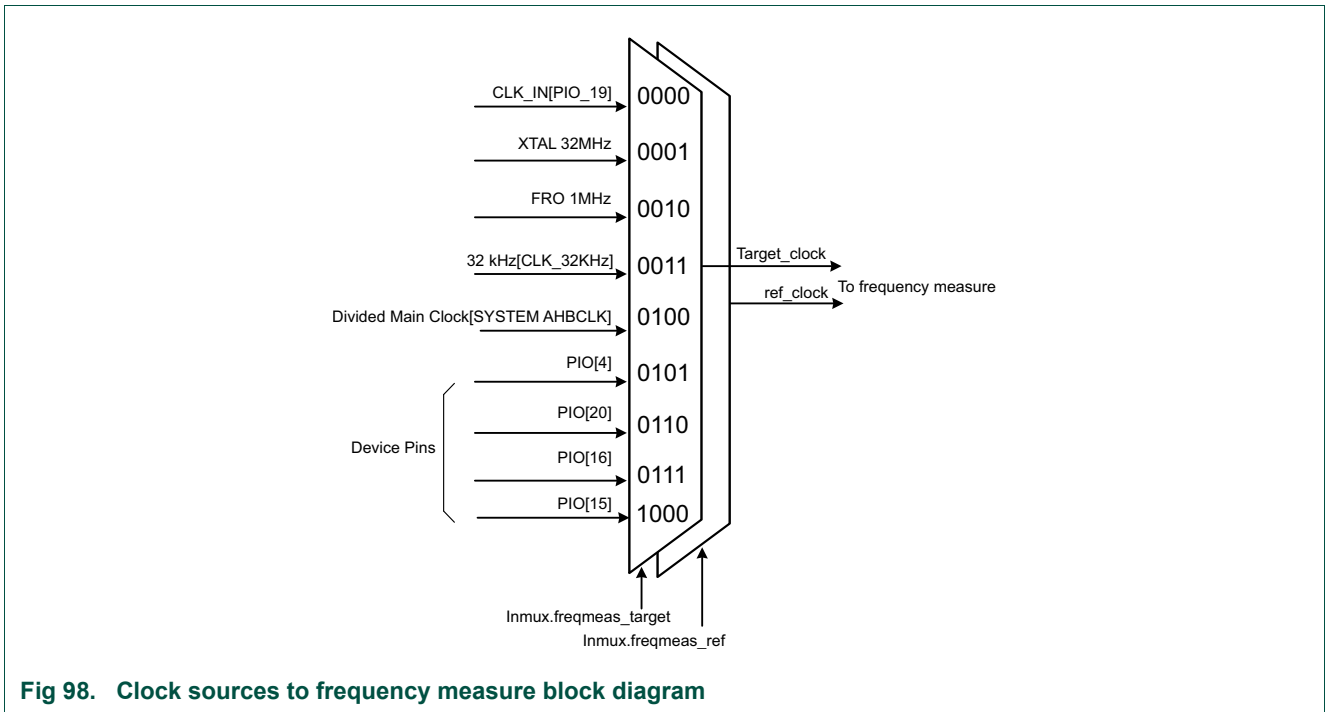 CLK_IN[PIO_19]
0000
XTAL 32MHz
0001
FRO 1MHz
0010
32 kHz[CLK_32KHz]
0011
Target_clock
ref_clock
To frequency measure
Divided Main Clock[SYSTEM AHBCLK]
0100
PIO[4]
0101
PIO[20]
0110
Device Pins
PIO[16]
0111
PIO[15]
1000
Inmux.freqmeas_target
Inmux.freqmeas_ref
Fig 98. Clock sources to frequency measure block diagram